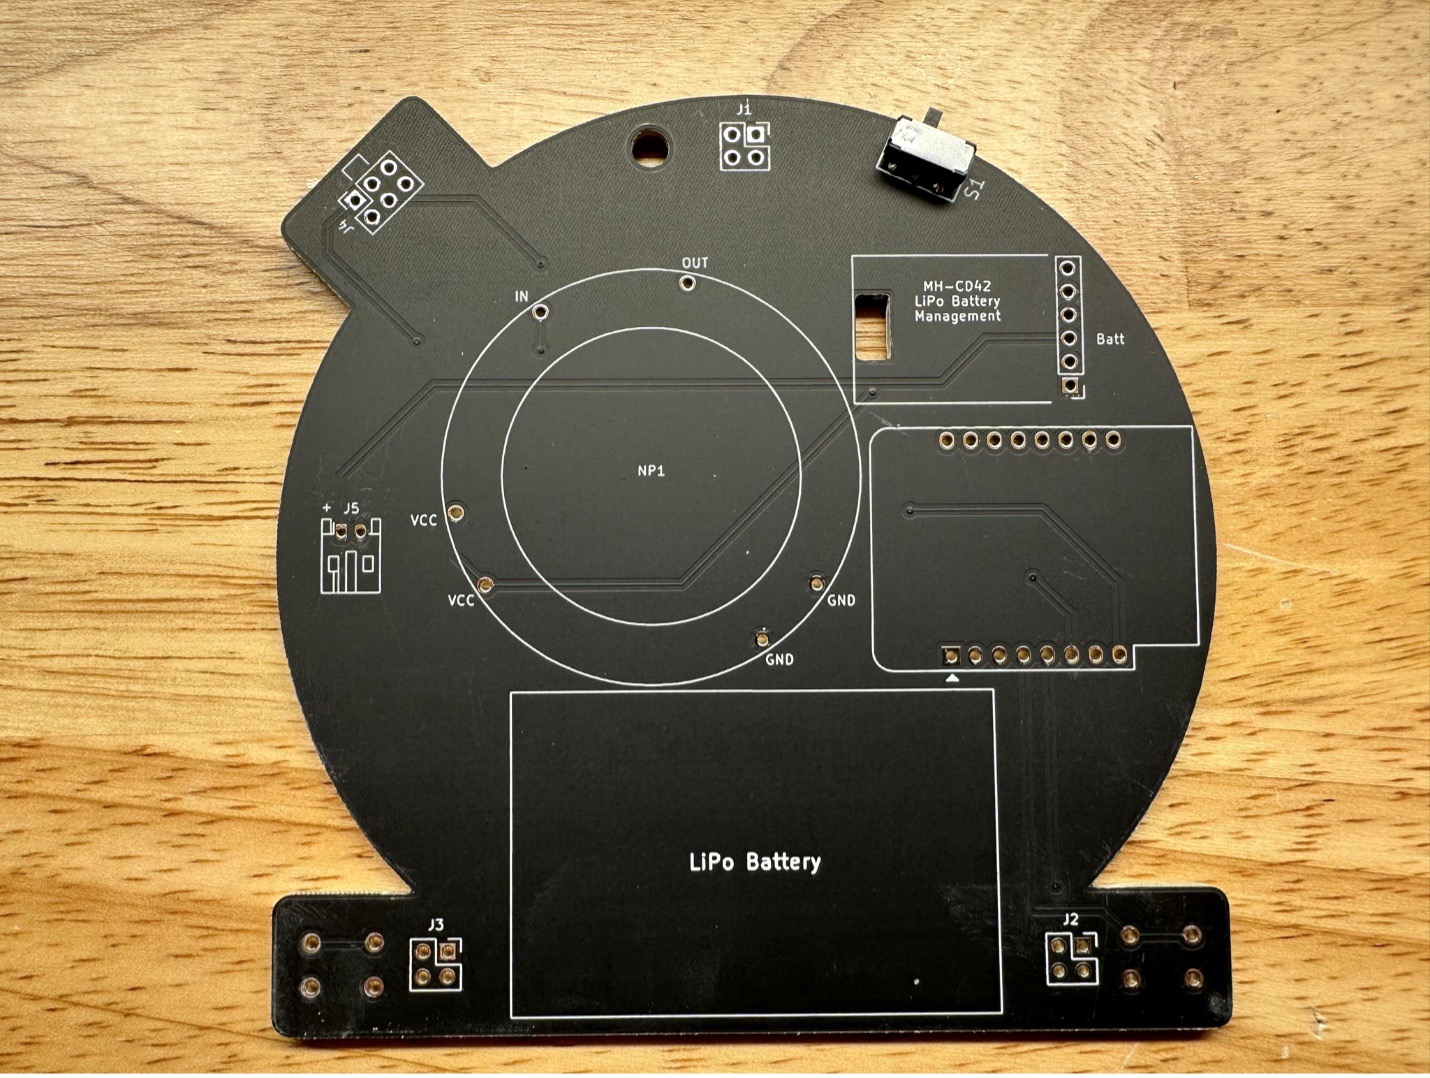 J1
J4
S1
OUT
IN
MH-CD42
LiPo Battery
Management
Batt
NP1
+ J5
VCC
VCC
GND
GND
LiPo Battery
J3
J2